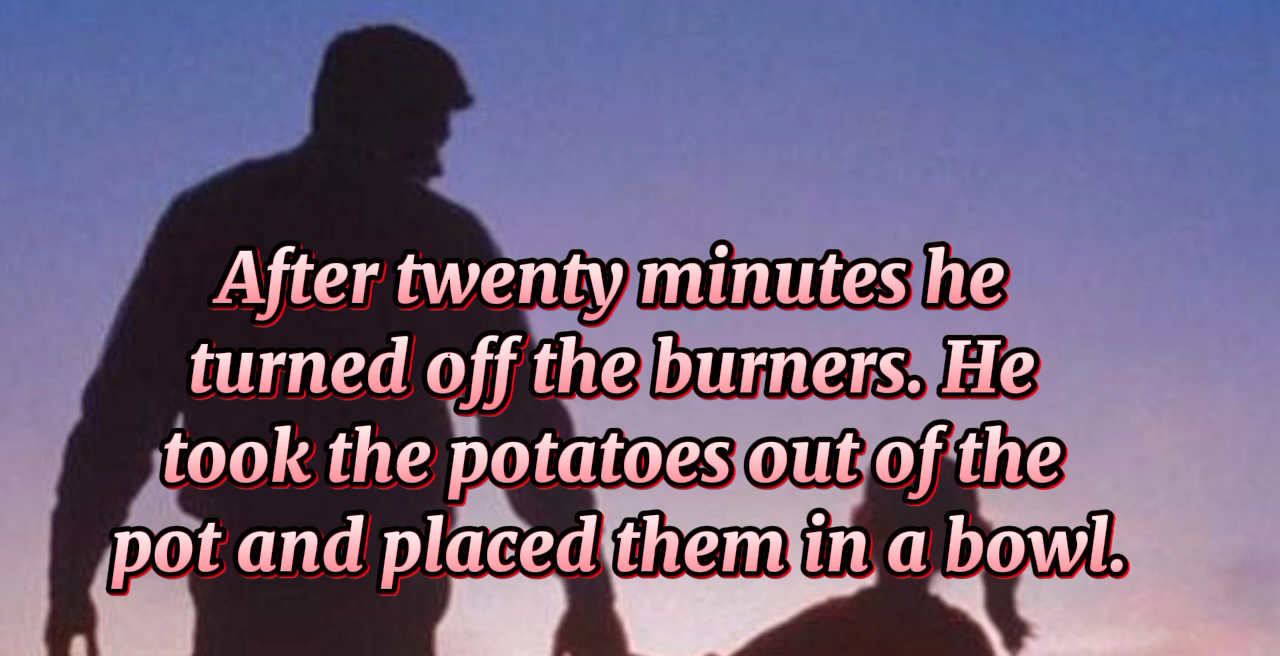 After twenty minutes he
turned off the burners. He
took the potatoes out of the
pot and placed them in a bowl.